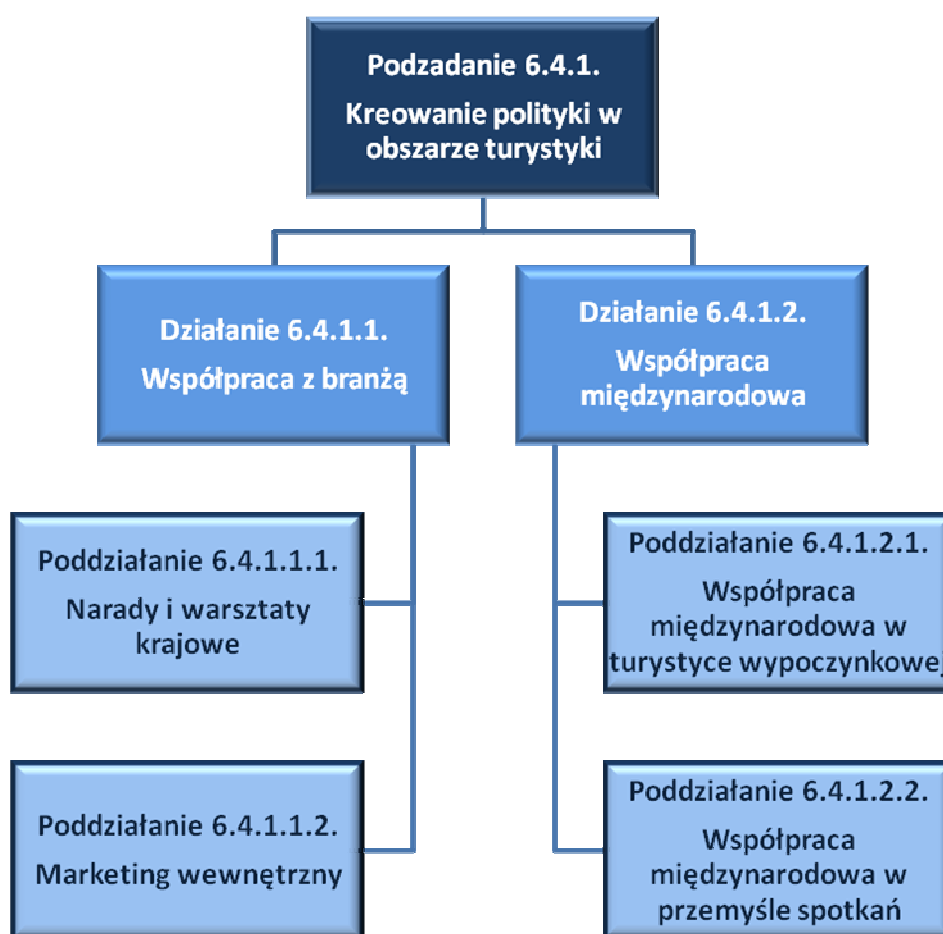 Podzadanie 6.4.1.
Kreowanie polityki w
obszarze turystyki
Działanie 6.4.1.1.
Współpraca z branżą
Działanie 6.4.1.2.
Współpraca
międzynarodowa
Poddziałanie 6.4.1.1.1.
Narady i warsztaty
krajowe
Poddziałanie 6.4.1.1.2.
Marketing wewnętrzny
Poddziałanie 6.4.1.2.1.
Współpraca
międzynarodowa w
turystyce wypoczynkowej
Poddziałanie 6.4.1.2.2.
Współpraca
międzynarodowa w
przemyśle spotkań